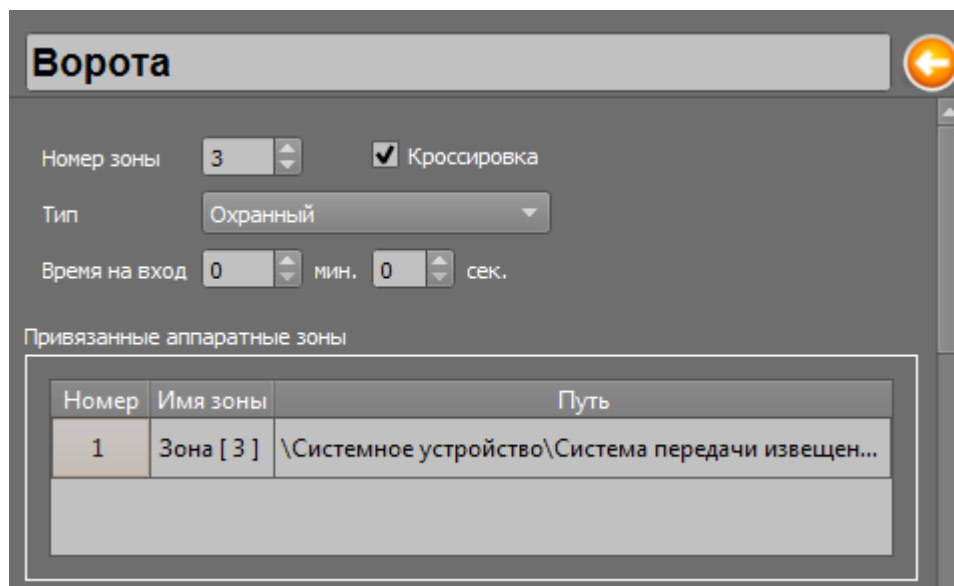 Ворота
Номер зоны 3 Кроссировка
Тип Охранный
Время на вход 0 мин. 0 сек.
Привязанные аппаратные зоны
Номер Имя зоны Путь
1 Зона [ 3 ] \Системное устройство\Система передачи извещен...